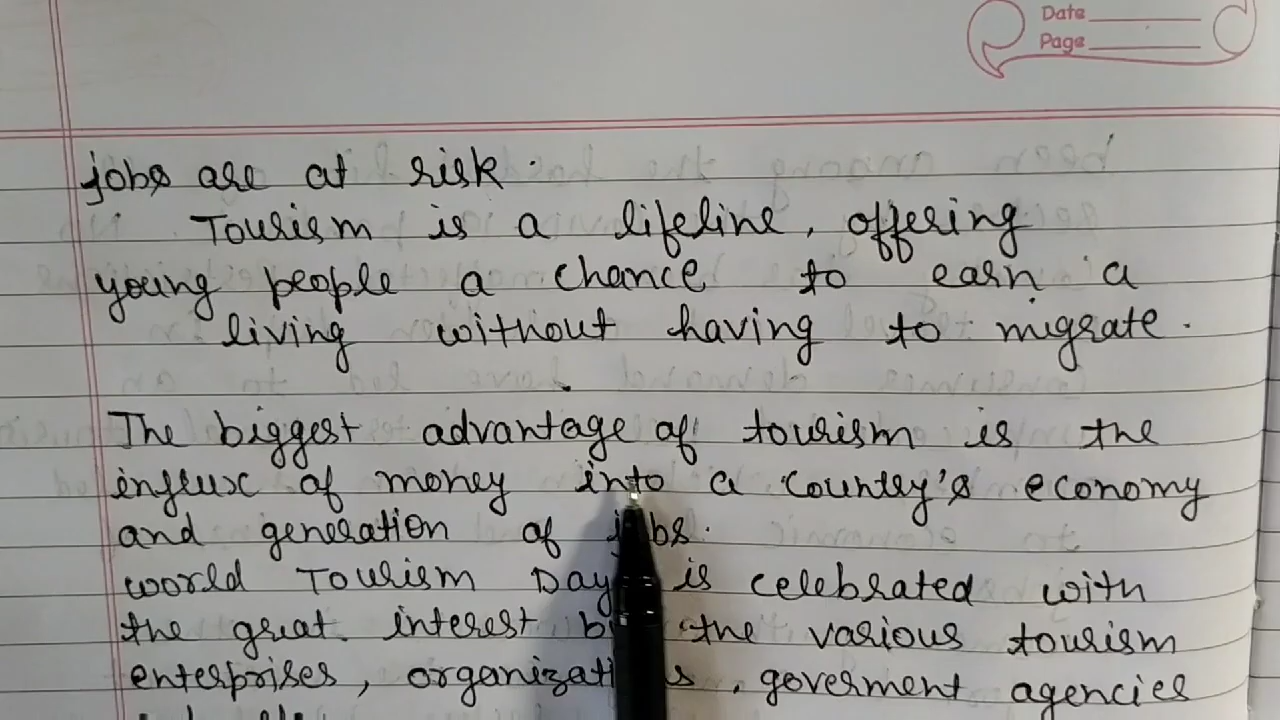 Date
Page
jobs are at risk.
Tourism is a lifeline, offering
young people a chance to earn a
living without having to migrate.
The biggest advantage of tourism is the
influx of money into a country's economy
and generation of jobs.
world Tourism Day is celebrated with
the great interest by the various tourism
enterprises, organizations, goverment agencies